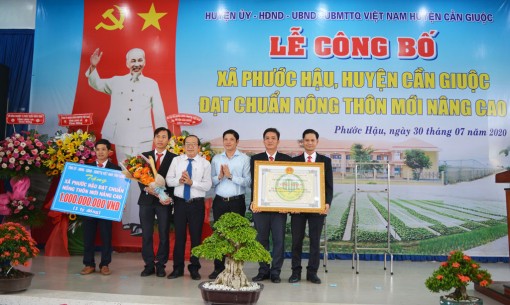 HUYỆN ỦY - HĐND - UBND - UBMTTQ VIỆT NAM HUYỆN CẦN GIUỘC
LỄ CÔNG BỐ
XÃ PHƯỚC HẬU, HUYỆN CẦN GIUỘC
ĐẠT CHUẨN NÔNG THÔN MỚI NÂNG CAO
Phước Hậu, ngày 30 tháng 07 năm 2020
XÃ PHƯỚC HẬU ĐẠT CHUẨN
NÔNG THÔN MỚI NÂNG CAO
1.000.000.000 VNĐ